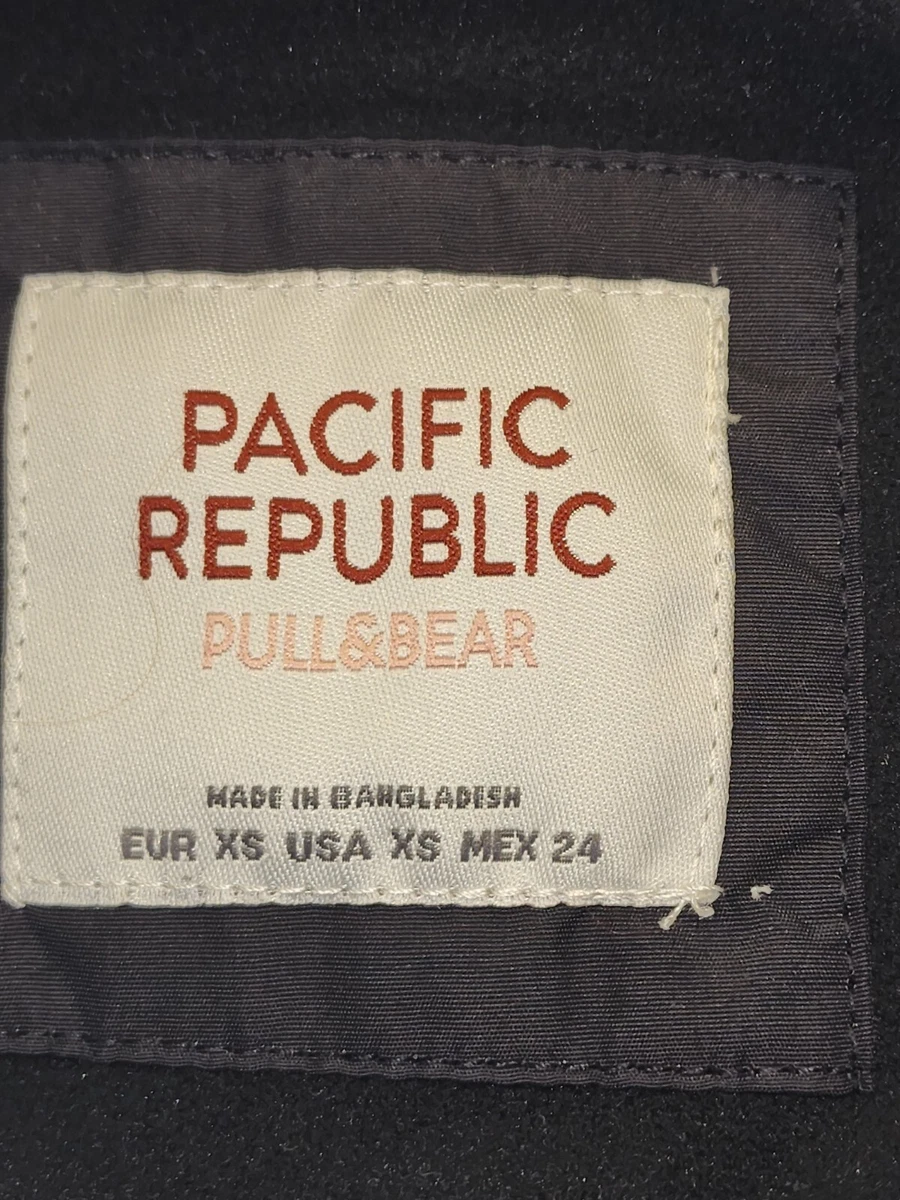 PACIFIC
REPUBLIC
PULL&BEAR
MADE IN BANGLADESH
EUR XS USA XS MEX 24